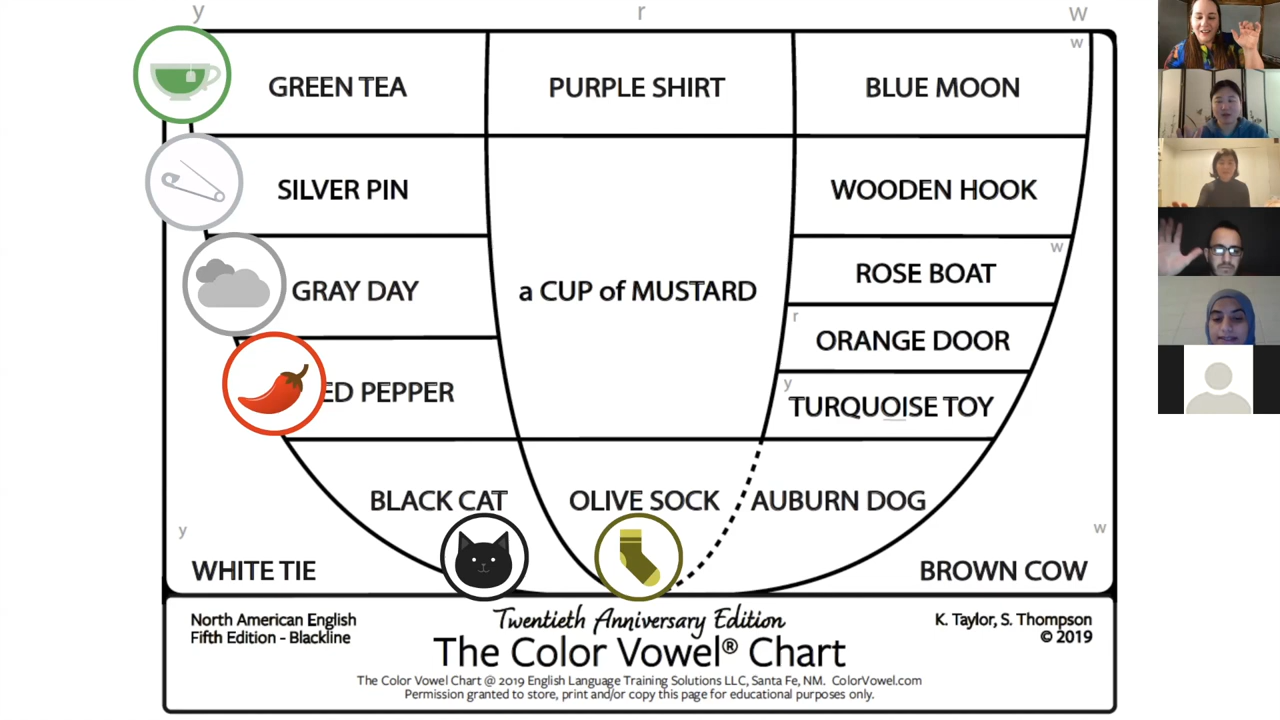 y r w
w
GREEN TEA PURPLE SHIRT BLUE MOON
SILVER PIN WOODEN HOOK
w
GRAY DAY a CUP of MUSTARD ROSE BOAT
r
ORANGE DOOR
y
ED PEPPER TURQUOISE TOY
BLACK CAT OLIVE SOCK AUBURN DOG
y w
WHITE TIE BROWN COW
North American English Twentieth Anniversary Edition K. Taylor, S. Thompson
Fifth Edition - Blackline © 2019
The Color Vowel® Chart
The Color Vowel Chart @ 2019 English Language Training Solutions LLC, Santa Fe, NM. ColorVowel.com
Permission granted to store, print and/or copy this page for educational purposes only.